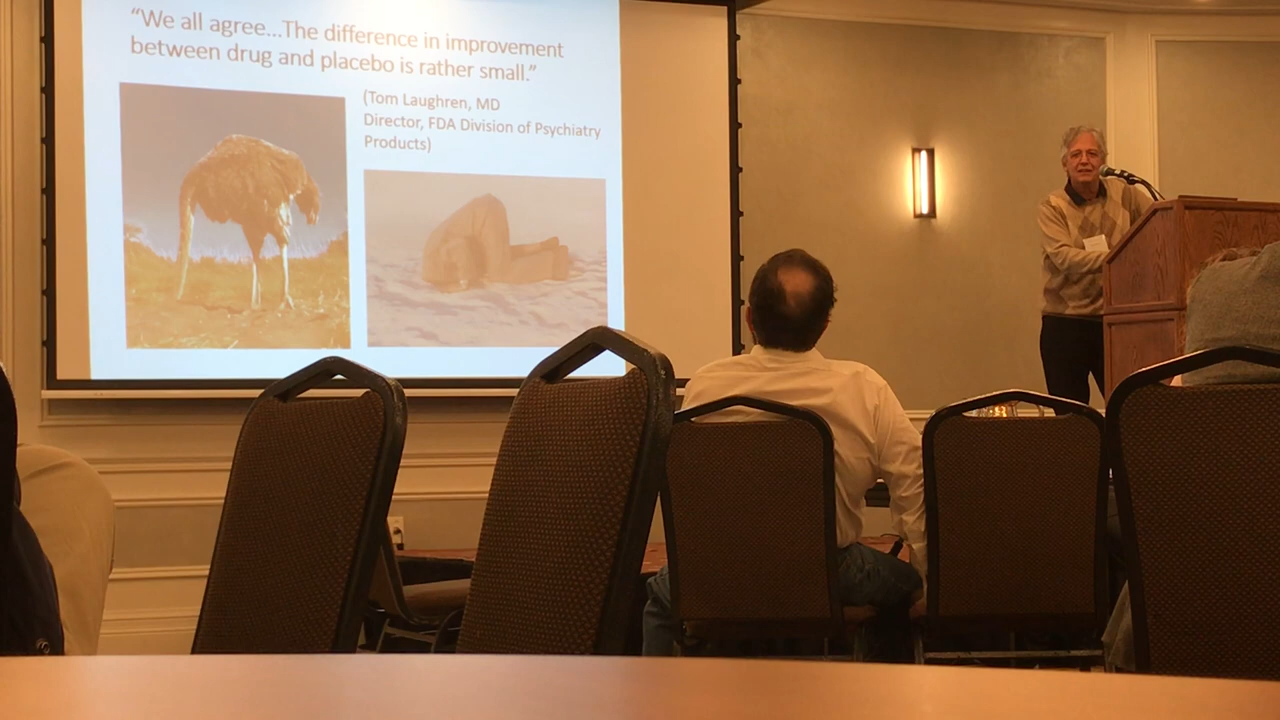 “We all agree...The difference in improvement
between drug and placebo is rather small.”
(Tom Laughren, MD
Director, FDA Division of Psychiatry
Products)